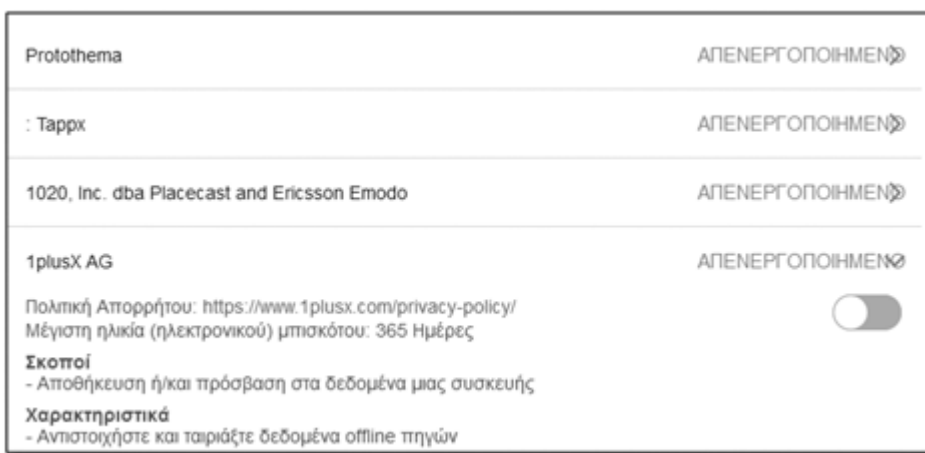 Protothema ΑΠΕΝΕΡΓΟΠΟΙΗΜΕΝΟ
: Tappx ΑΠΕΝΕΡΓΟΠΟΙΗΜΕΝΟ
1020, Inc. dba Placecast and Ericsson Emodo ΑΠΕΝΕΡΓΟΠΟΙΗΜΕΝΟ
1plusX AG ΑΠΕΝΕΡΓΟΠΟΙΗΜΕΝΟ
Πολιτική Απορρήτου: https://www.1plusx.com/privacy-policy/
Μέγιστη ηλικία (ηλεκτρονικού) μπισκότου: 365 Ημέρες
Σκοποί
- Αποθήκευση ή/και πρόσβαση στα δεδομένα μιας συσκευής
Χαρακτηριστικά
- Αντιστοιχήστε και ταιριάξτε δεδομένα offline πηγών